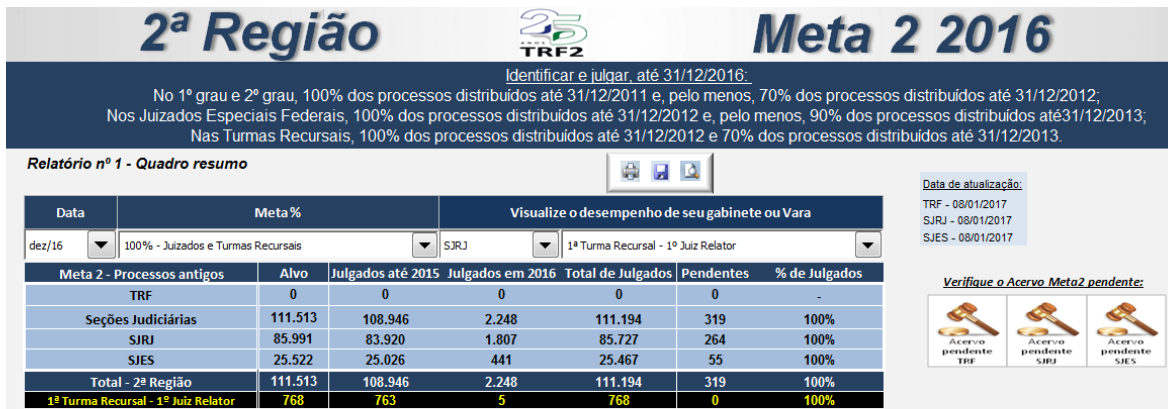 2ª Região
25
ANOS
TRF2
Meta 2 2016
Identificar e julgar, até 31/12/2016:
No 1º grau e 2º grau, 100% dos processos distribuídos até 31/12/2011 e, pelo menos, 70% dos processos distribuídos até 31/12/2012;
Nos Juizados Especiais Federais, 100% dos processos distribuídos até 31/12/2012 e, pelo menos, 90% dos processos distribuídos até31/12/2013;
Nas Turmas Recursais, 100% dos processos distribuídos até 31/12/2012 e 70% dos processos distribuídos até 31/12/2013.
Relatório nº 1 - Quadro resumo
Data de atualização:
TRF - 08/01/2017
SJRJ - 08/01/2017
SJES - 08/01/2017
Data Meta% Visualize o desempenho de seu gabinete ou Vara
dez/16 100% - Juizados e Turmas Recursais SJRJ 1ª Turma Recursal - 1º Juiz Relator
Meta 2 - Processos antigos Alvo Julgados até 2015 Julgados em 2016 Total de Julgados Pendentes % de Julgados
TRF 0 0 0 0 0 -
Seções Judiciárias 111.513 108.946 2.248 111.194 319 100%
SJRJ 85.991 83.920 1.807 85.727 264 100%
SJES 25.522 25.026 441 25.467 55 100%
Total - 2ª Região 111.513 108.946 2.248 111.194 319 100%
1ª Turma Recursal - 1º Juiz Relator 768 763 5 768 0 100%
Verifique o Acervo Meta2 pendente:
Acervo pendente TRF
Acervo pendente SJRJ
Acervo pendente SJES